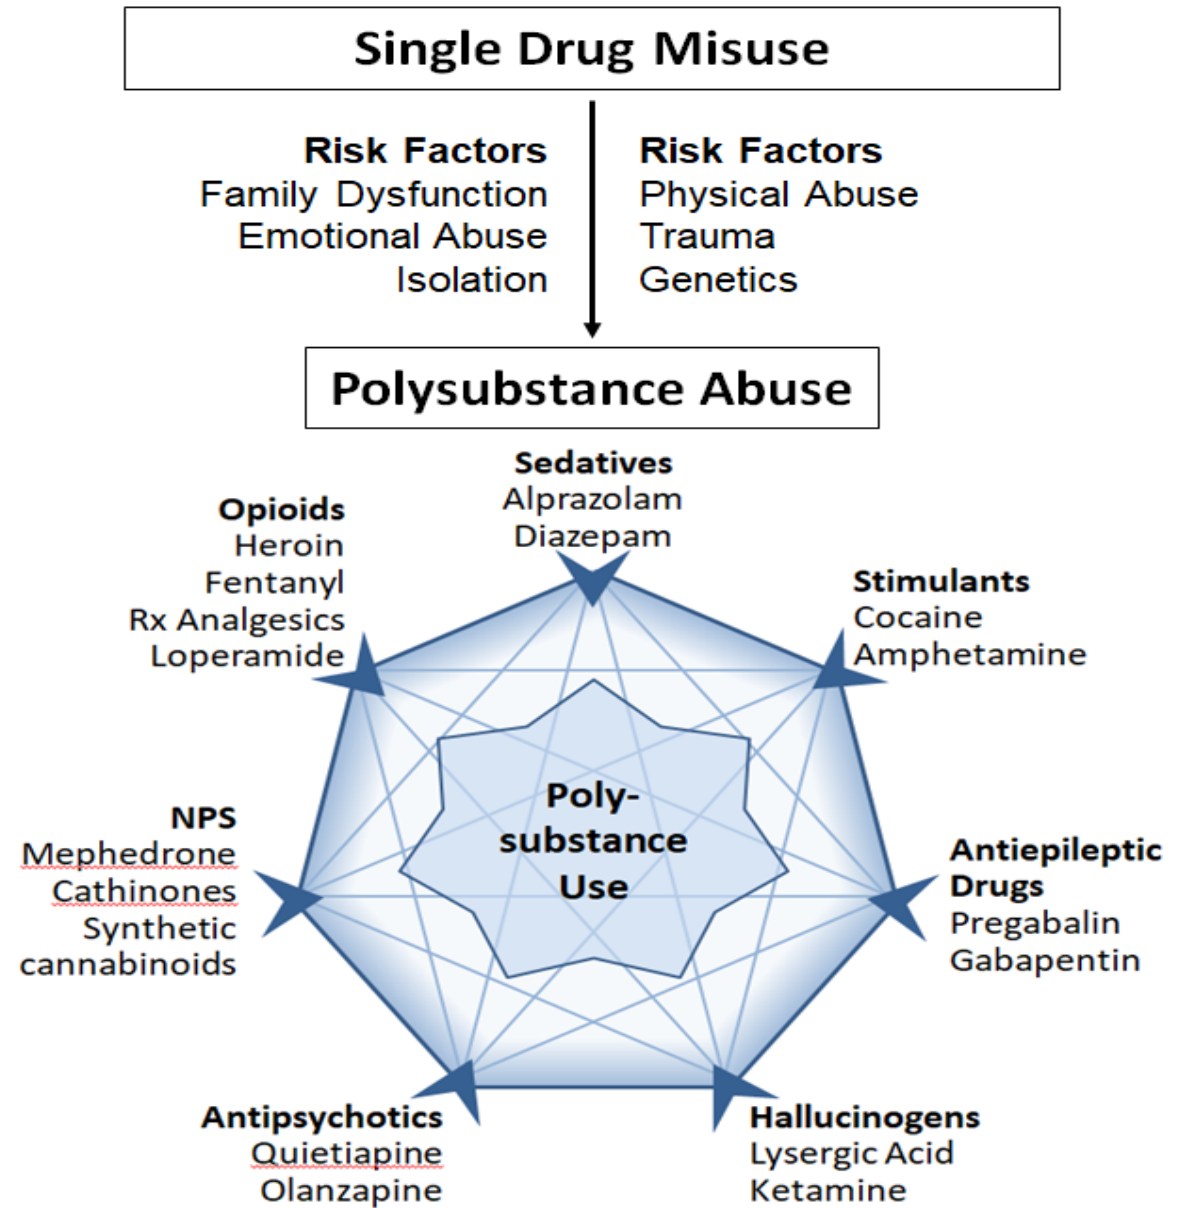 Single Drug Misuse
Risk Factors
Family Dysfunction
Emotional Abuse
Isolation
Risk Factors
Physical Abuse
Trauma
Genetics
Polysubstance Abuse
Sedatives
Alprazolam
Diazepam
Opioids
Heroin
Fentanyl
Rx Analgesics
Loperamide
Stimulants
Cocaine
Amphetamine
Poly-
substance
Use
NPS
Mephedrone
Cathinones
Synthetic
cannabinoids
Antiepileptic
Drugs
Pregabalin
Gabapentin
Antipsychotics
Quietiapine
Olanzapine
Hallucinogens
Lysergic Acid
Ketamine